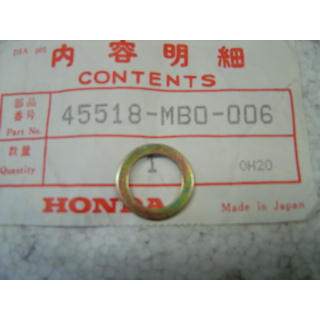 内容明細
CONTENTS
部品番号
Part No.
45518-MB0-006
数量
Quantity
1
0H20
HONDA
Made in Japan